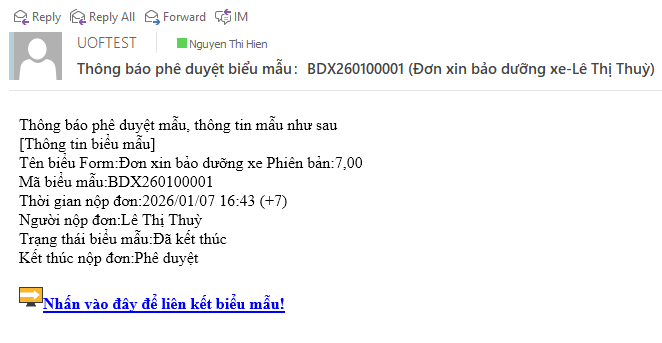 Reply Reply All Forward IM
UOFTEST Nguyen Thi Hien
Thông báo phê duyệt biểu mẫu: BDX260100001 (Đơn xin bảo dưỡng xe-Lê Thị Thuỳ)
Thông báo phê duyệt mẫu, thông tin mẫu như sau
[Thông tin biểu mẫu]
Tên biểu Form:Đơn xin bảo dưỡng xe Phiên bản:7,00
Mã biểu mẫu:BDX260100001
Thời gian nộp đơn:2026/01/07 16:43 (+7)
Người nộp đơn:Lê Thị Thuỳ
Trạng thái biểu mẫu:Đã kết thúc
Kết thúc nộp đơn:Phê duyệt
Nhấn vào đây để liên kết biểu mẫu!